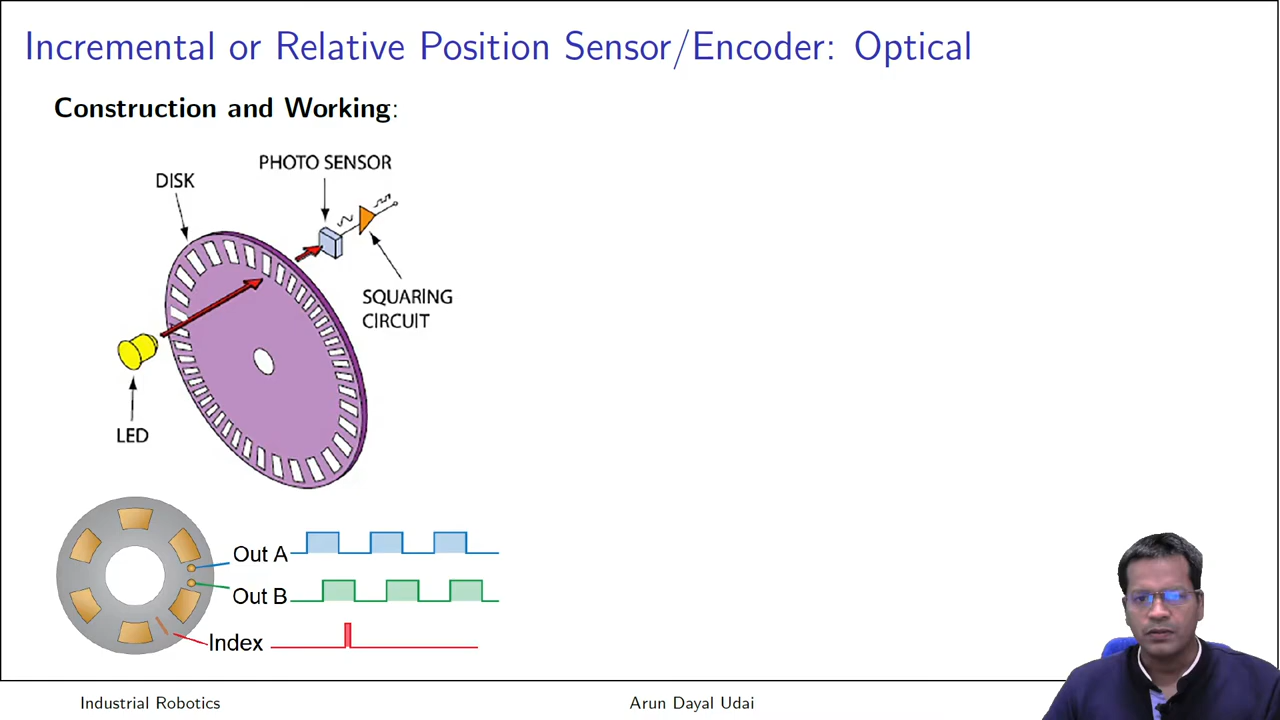 Incremental or Relative Position Sensor/Encoder: Optical
Construction and Working:
PHOTO SENSOR
DISK
SQUARING
CIRCUIT
LED
Out A
Out B
Index
Industrial Robotics
Arun Dayal Udai